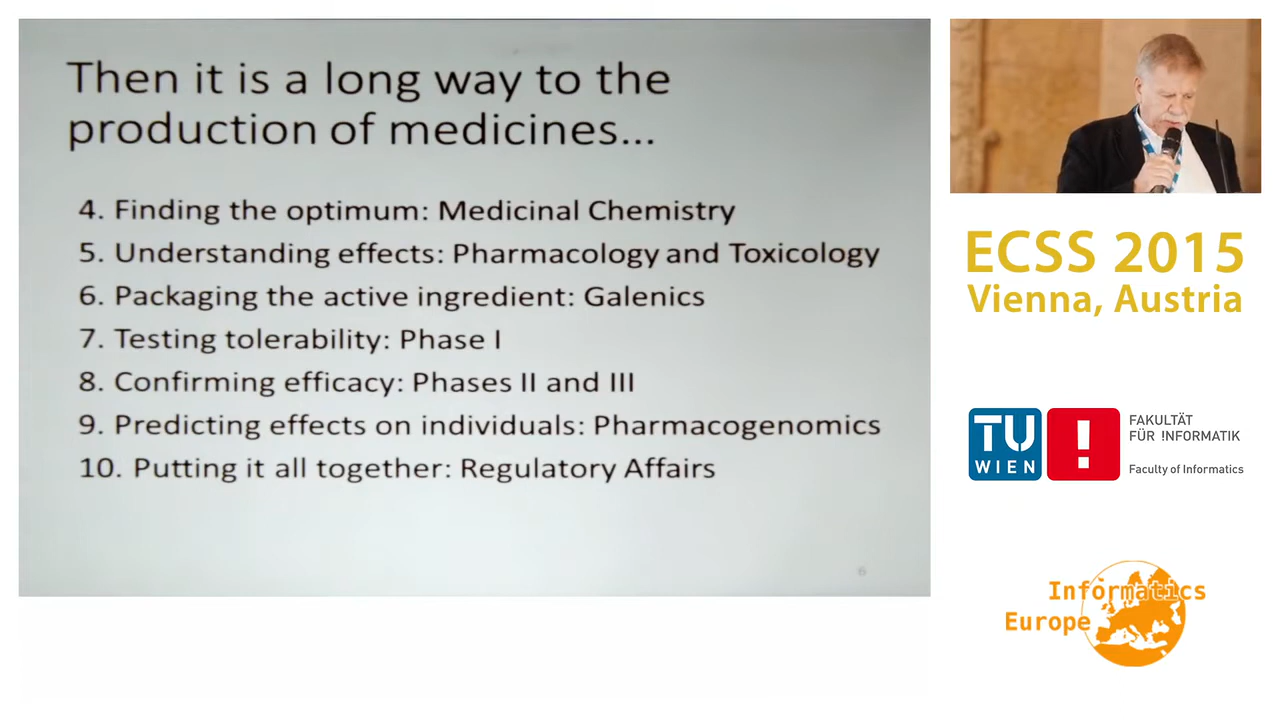 Then it is a long way to the
production of medicines...
4. Finding the optimum: Medicinal Chemistry
5. Understanding effects: Pharmacology and Toxicology
6. Packaging the active ingredient: Galenics
7. Testing tolerability: Phase I
8. Confirming efficacy: Phases II and III
9. Predicting effects on individuals: Pharmacogenomics
10. Putting it all together: Regulatory Affairs
6
ECSS 2015
Vienna, Austria
TU
WIEN
!
FAKULTÄT
FÜR !NFORMATIK
Faculty of Informatics
Informatics
Europe